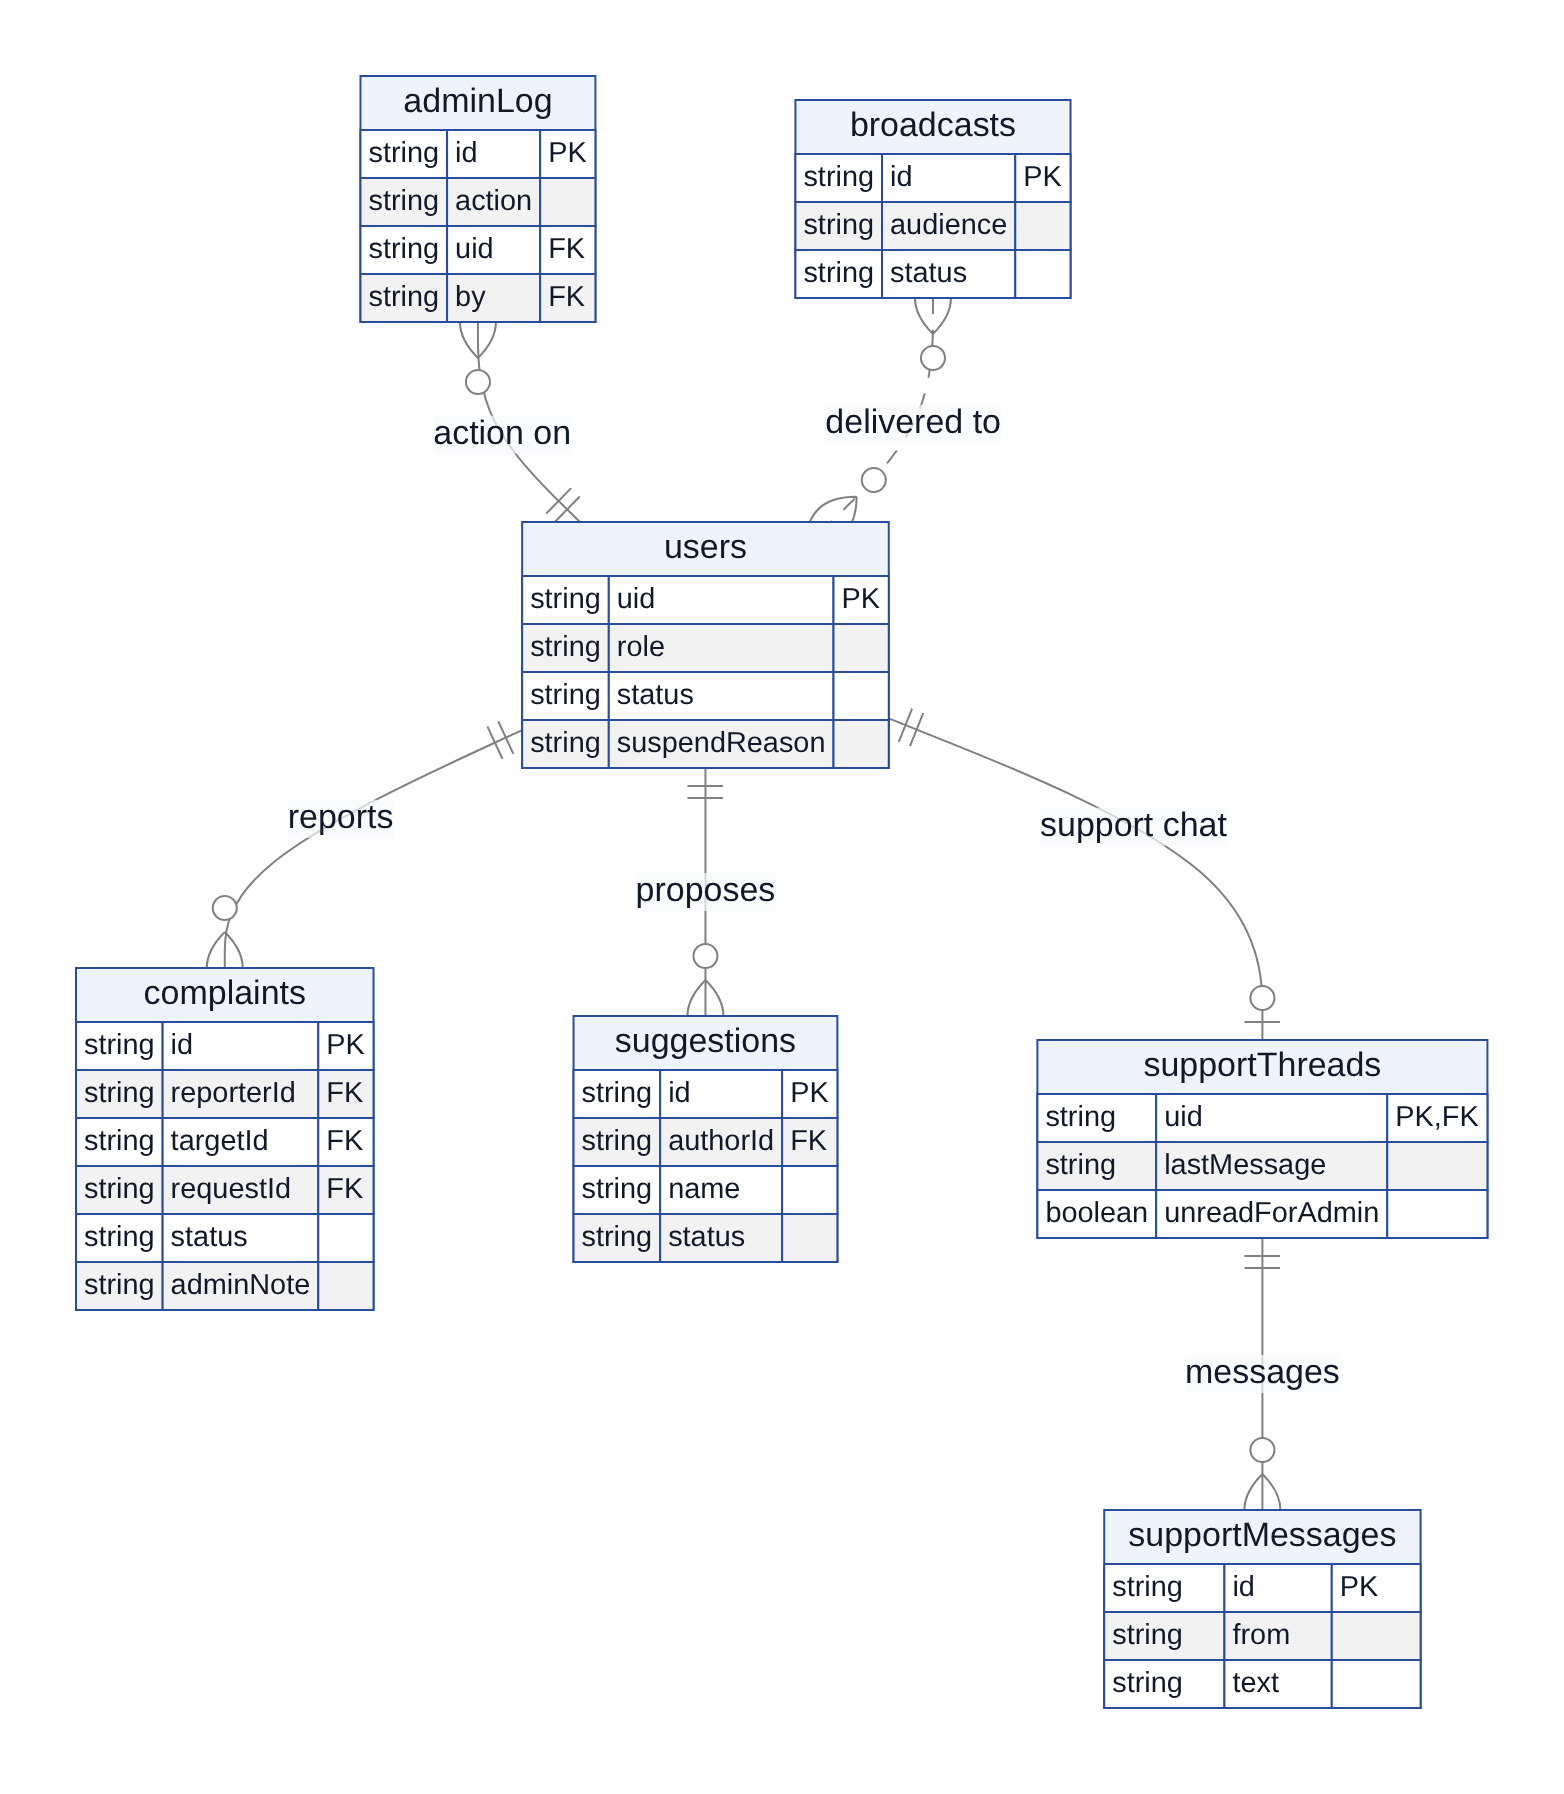 adminLog
string id PK
string action
string uid FK
string by FK
broadcasts
string id PK
string audience
string status
action on
delivered to
users
string uid PK
string role
string status
string suspendReason
reports
proposes
support chat
complaints
string id PK
string reporterId FK
string targetId FK
string requestId FK
string status
string adminNote
suggestions
string id PK
string authorId FK
string name
string status
supportThreads
string uid PK,FK
string lastMessage
boolean unreadForAdmin
messages
supportMessages
string id PK
string from
string text